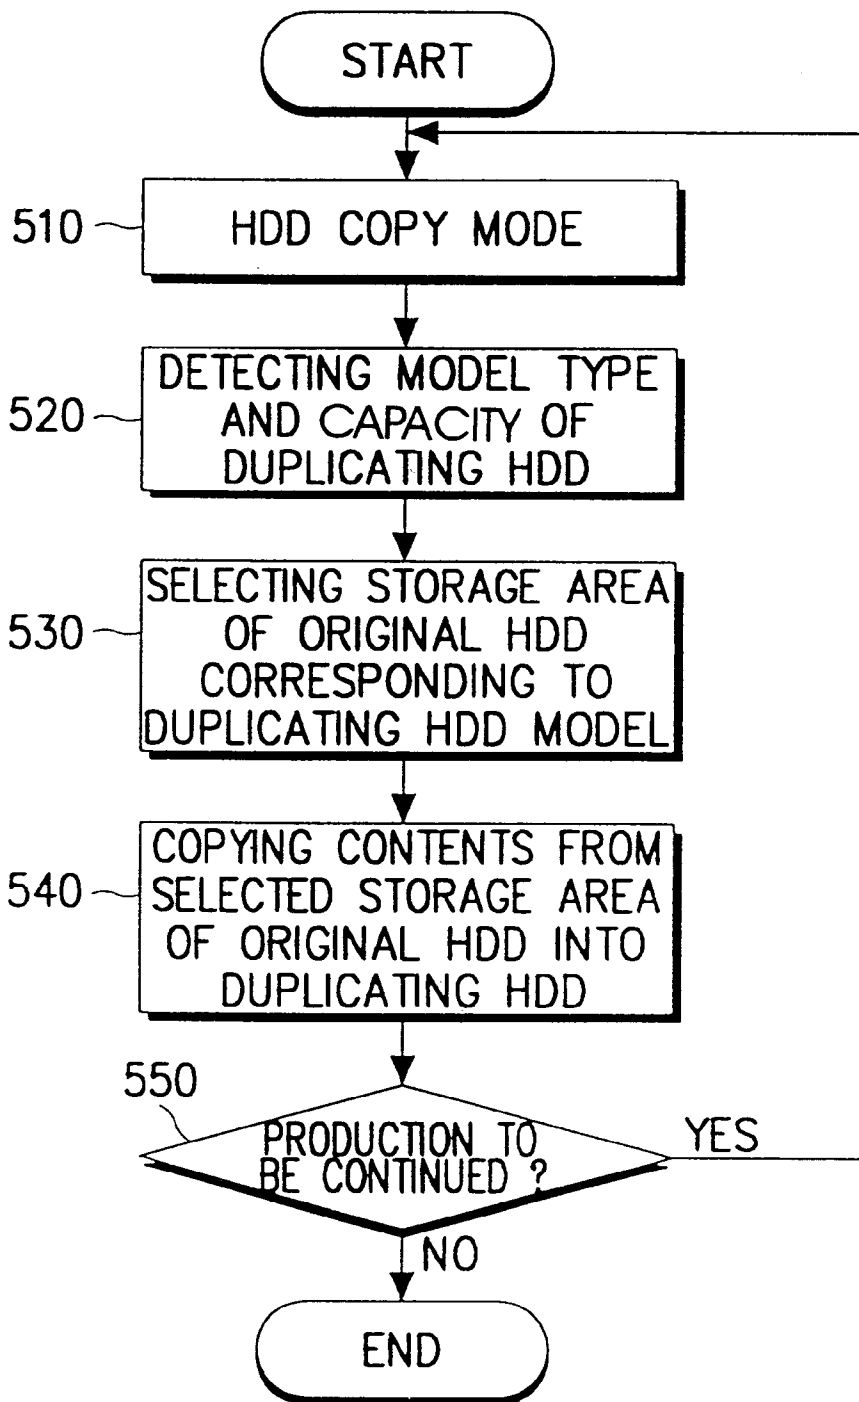 START
510
HDD COPY MODE
520
DETECTING MODEL TYPE
AND CAPACITY OF
DUPLICATING HDD
530
SELECTING STORAGE AREA
OF ORIGINAL HDD
CORRESPONDING TO
DUPLICATING HDD MODEL
540
COPYING CONTENTS FROM
SELECTED STORAGE AREA
OF ORIGINAL HDD INTO
DUPLICATING HDD
550
PRODUCTION TO
BE CONTINUED ?
YES
NO
END